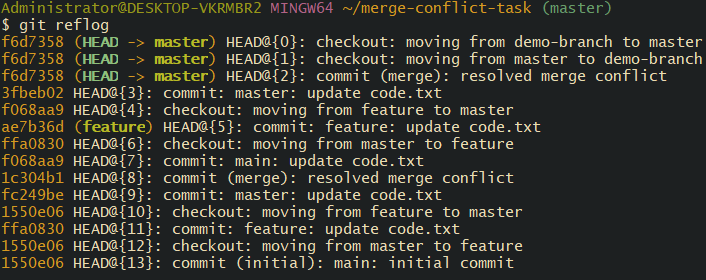 Administrator@DESKTOP-VKRMBR2 MINGW64 ~/merge-conflict-task (master)
$ git reflog
f6d7358 (HEAD -> master) HEAD@{0}: checkout: moving from demo-branch to master
f6d7358 (HEAD -> master) HEAD@{1}: checkout: moving from master to demo-branch
f6d7358 (HEAD -> master) HEAD@{2}: commit (merge): resolved merge conflict
3fbeb02 HEAD@{3}: commit: master: update code.txt
f068aa9 HEAD@{4}: checkout: moving from feature to master
ae7b36d (feature) HEAD@{5}: commit: feature: update code.txt
ffa0830 HEAD@{6}: checkout: moving from master to feature
f068aa9 HEAD@{7}: commit: main: update code.txt
1c304b1 HEAD@{8}: commit (merge): resolved merge conflict
fc249be HEAD@{9}: commit: master: update code.txt
1550e06 HEAD@{10}: checkout: moving from feature to master
ffa0830 HEAD@{11}: commit: feature: update code.txt
1550e06 HEAD@{12}: checkout: moving from master to feature
1550e06 HEAD@{13}: commit (initial): main: initial commit